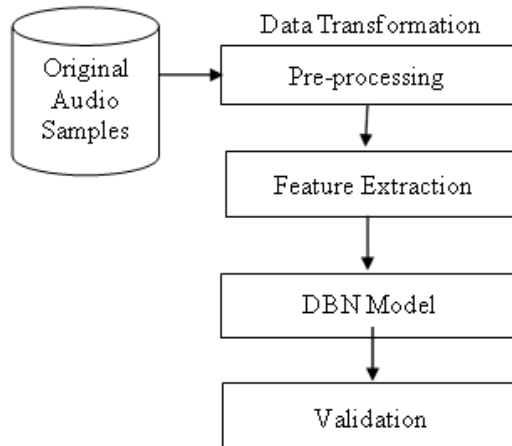 Data Transformation
Original
Audio
Samples
Pre-processing
Feature Extraction
DBN Model
Validation